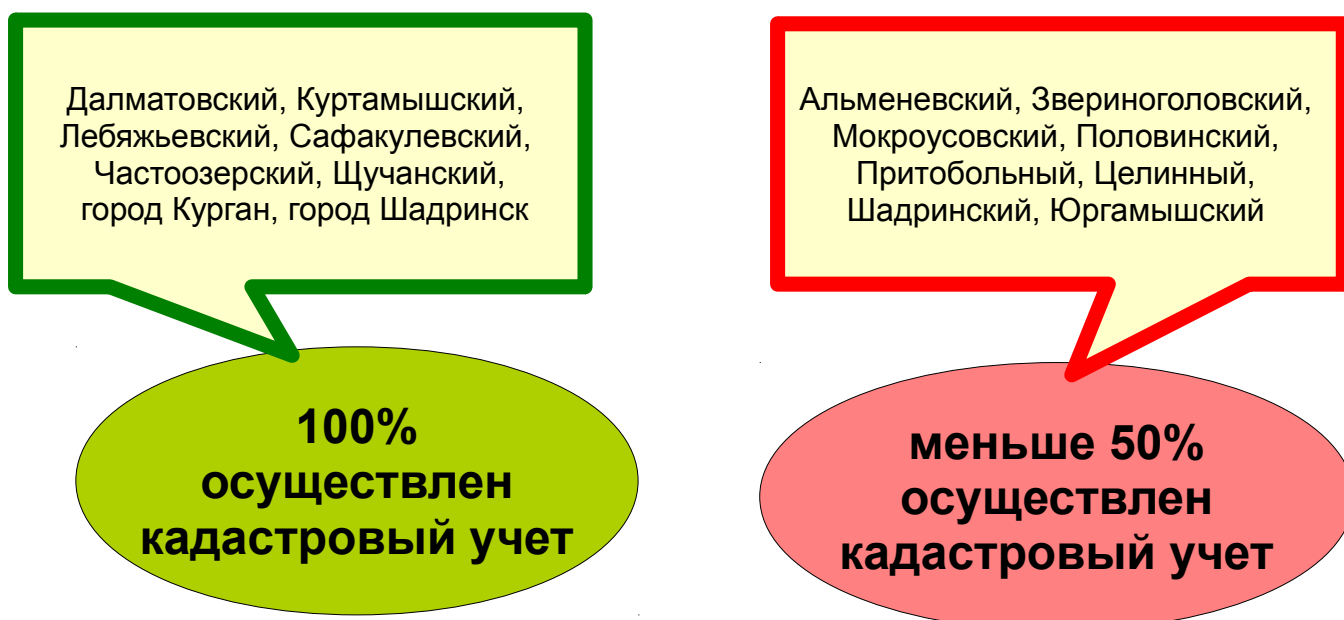 Далматовский, Куртамышский,
Лебяжьевский, Сафакулевский,
Частоозерский, Щучанский,
город Курган, город Шадринск
100%
осуществлен
кадастровый учет
Альменевский, Звериноголовский,
Мокроусовский, Половинский,
Притобольный, Целинный,
Шадринский, Юргамышский
меньше 50%
осуществлен
кадастровый учет